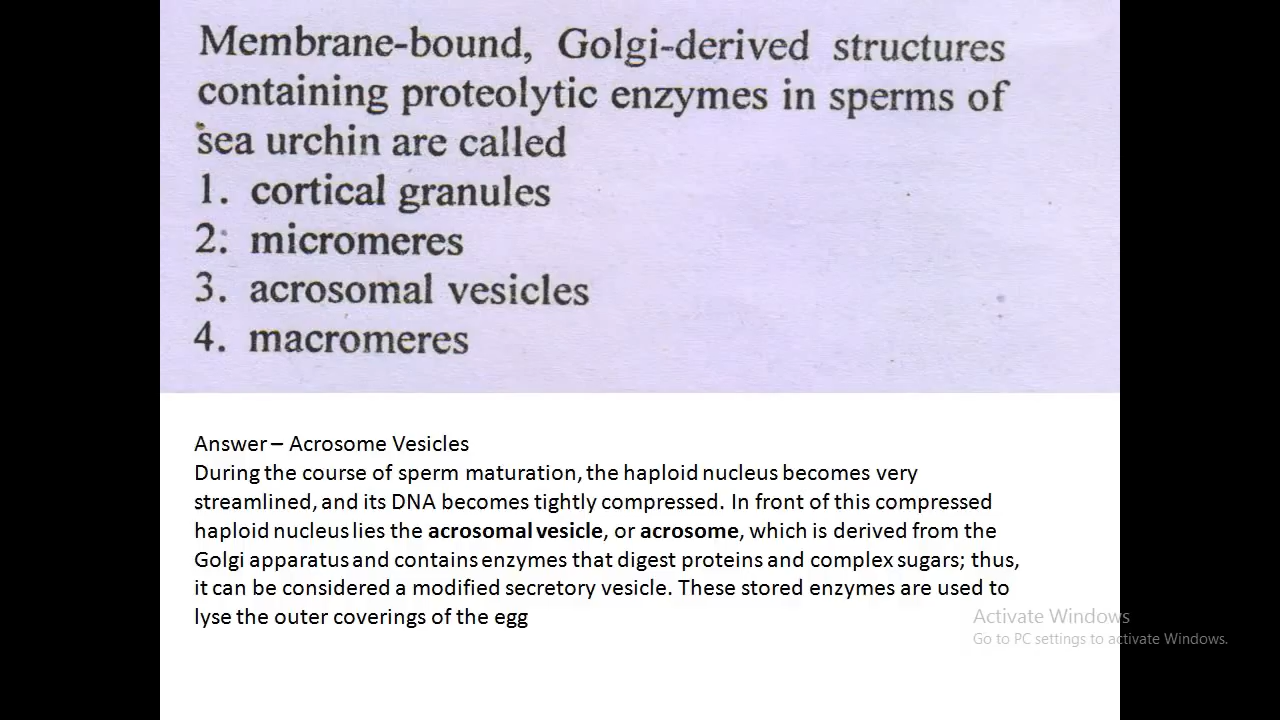 Membrane-bound, Golgi-derived structures
containing proteolytic enzymes in sperms of
sea urchin are called
1. cortical granules
2. micromeres
3. acrosomal vesicles
4. macromeres
Answer – Acrosome Vesicles
During the course of sperm maturation, the haploid nucleus becomes very
streamlined, and its DNA becomes tightly compressed. In front of this compressed
haploid nucleus lies the acrosomal vesicle, or acrosome, which is derived from the
Golgi apparatus and contains enzymes that digest proteins and complex sugars; thus,
it can be considered a modified secretory vesicle. These stored enzymes are used to
lyse the outer coverings of the egg
Activate Windows
Go to PC settings to activate Windows.